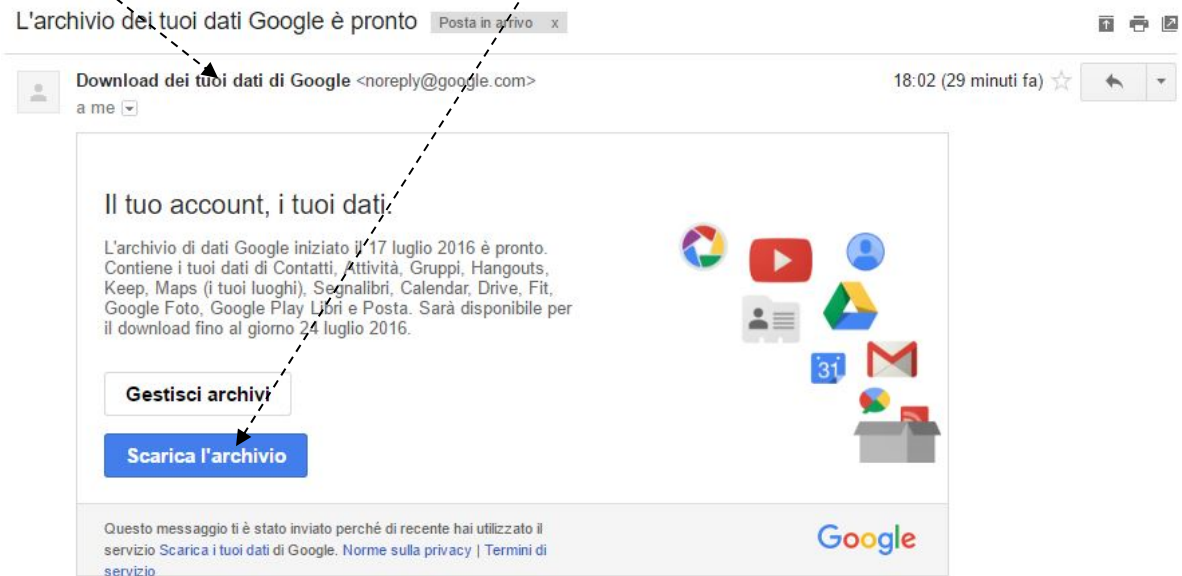 L'archivio dei tuoi dati Google è pronto Posta in arrivo x
Download dei tuoi dati di Google <noreply@google.com> 18:02 (29 minuti fa)
a me
Il tuo account, i tuoi dati.
L'archivio di dati Google iniziato il 17 luglio 2016 è pronto.
Contiene i tuoi dati di Contatti, Attività, Gruppi, Hangouts,
Keep, Maps (i tuoi luoghi), Segnalibri, Calendar, Drive, Fit,
Google Foto, Google Play Libri e Posta. Sarà disponibile per
il download fino al giorno 24 luglio 2016.
31
Gestisci archivi
Scarica l'archivio
Questo messaggio ti è stato inviato perché di recente hai utilizzato il
servizio Scarica i tuoi dati di Google. Norme sulla privacy | Termini di
servizio
Google